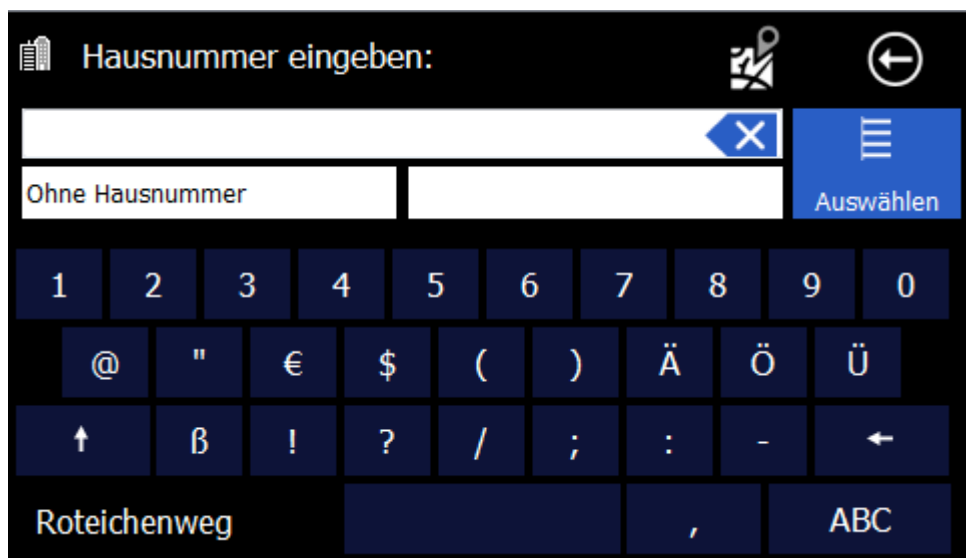 Hausnummer eingeben:
Ohne Hausnummer
Auswählen
1 2 3 4 5 6 7 8 9 0
@ " € $ ( ) Ä Ö Ü
ß ! ? / ; : -
Roteichenweg , ABC